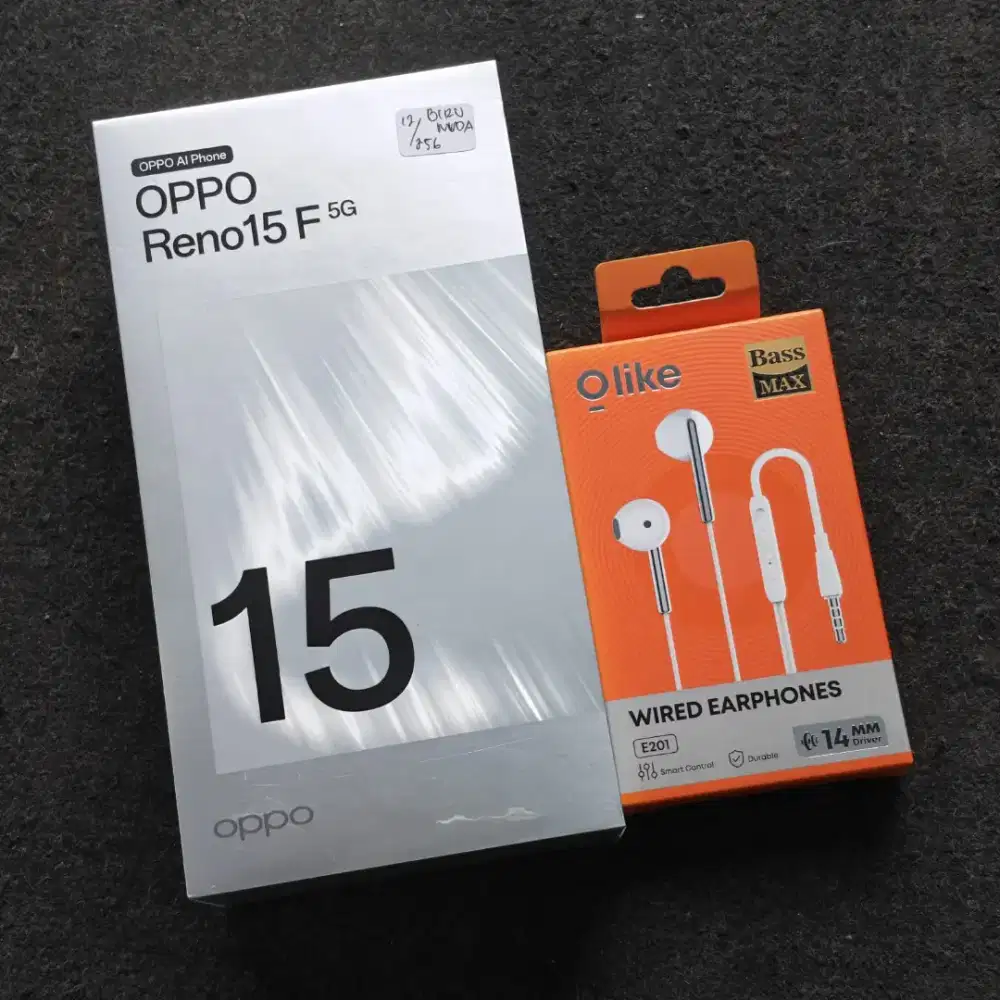 OPPO AI Phone
OPPO
Reno15 F 5G
12/256
BIRU
MUDA
15
oppo
Olike
Bass
MAX
WIRED EARPHONES
E201
14 MM
Driver
Smart Control
Durable